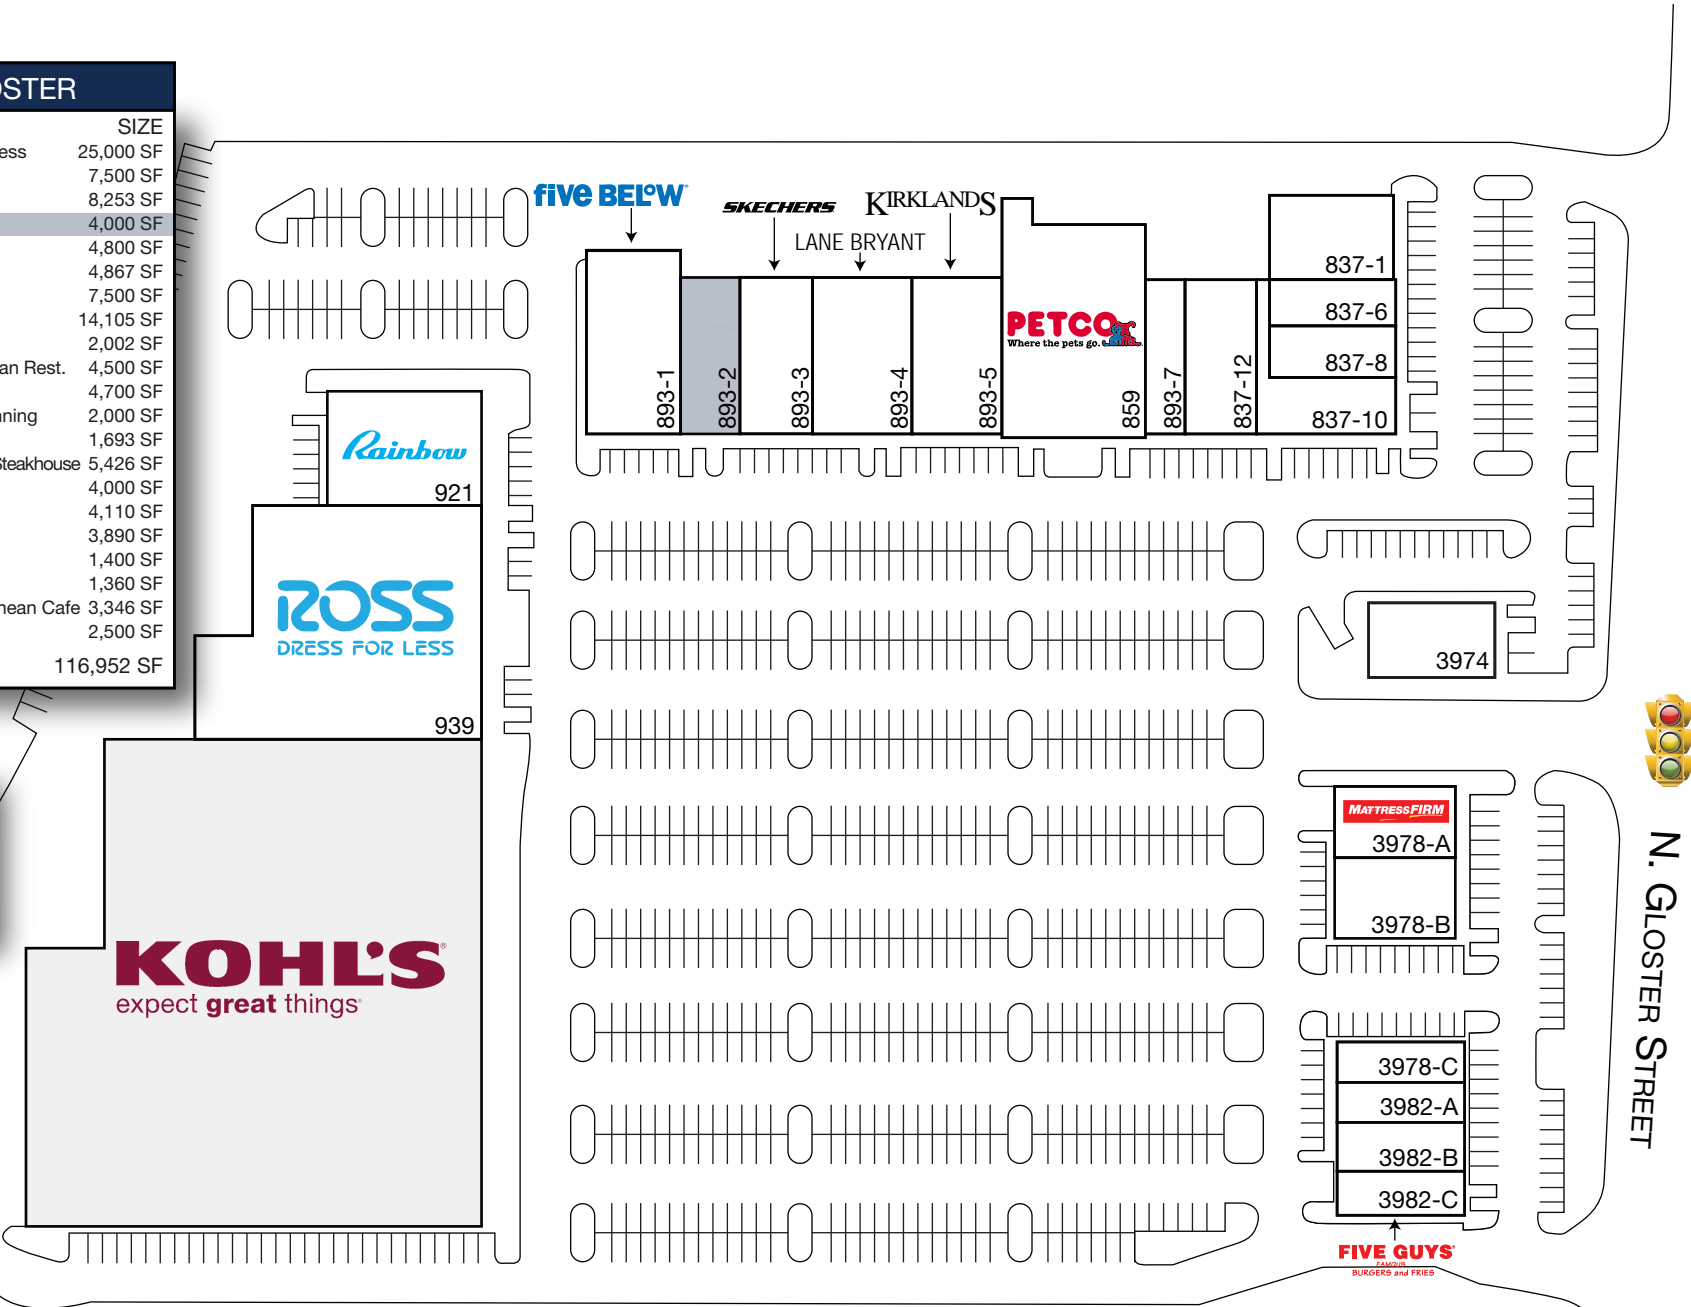 OSTER
SIZE
ess 25,000 SF
7,500 SF
8,253 SF
4,000 SF
4,800 SF
4,867 SF
7,500 SF
14,105 SF
2,002 SF
an Rest. 4,500 SF
4,700 SF
nning 2,000 SF
1,693 SF
Steakhouse 5,426 SF
4,000 SF
4,110 SF
3,890 SF
1,400 SF
1,360 SF
nean Cafe 3,346 SF
2,500 SF
116,952 SF
five BELOW
SKECHERS
KIRKLANDS
LANE BRYANT
PETCO
Where the pets go.
893-1
893-2
893-3
893-4
893-5
859
893-7
837-12
837-1
837-6
837-8
837-10
Rainbow
921
ROSS
DRESS FOR LESS
939
KOHL'S
expect great things
3974
MATTRESSFIRM
3978-A
3978-B
3978-C
3982-A
3982-B
3982-C
FIVE GUYS
FAMOUS
BURGERS and FRIES
N. GLOSTER STREET